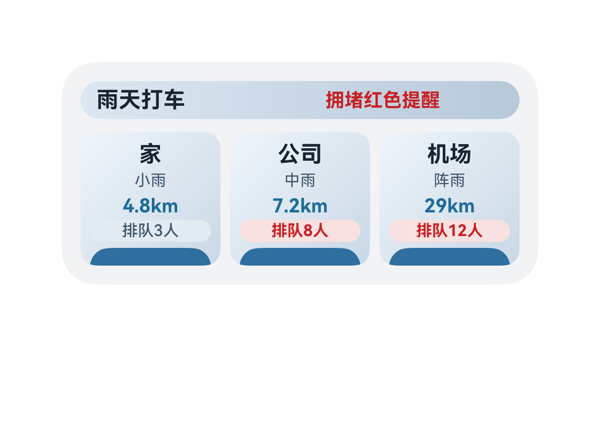 雨天打车
拥堵红色提醒
家
小雨
4.8km
排队3人
公司
中雨
7.2km
排队8人
机场
阵雨
29km
排队12人